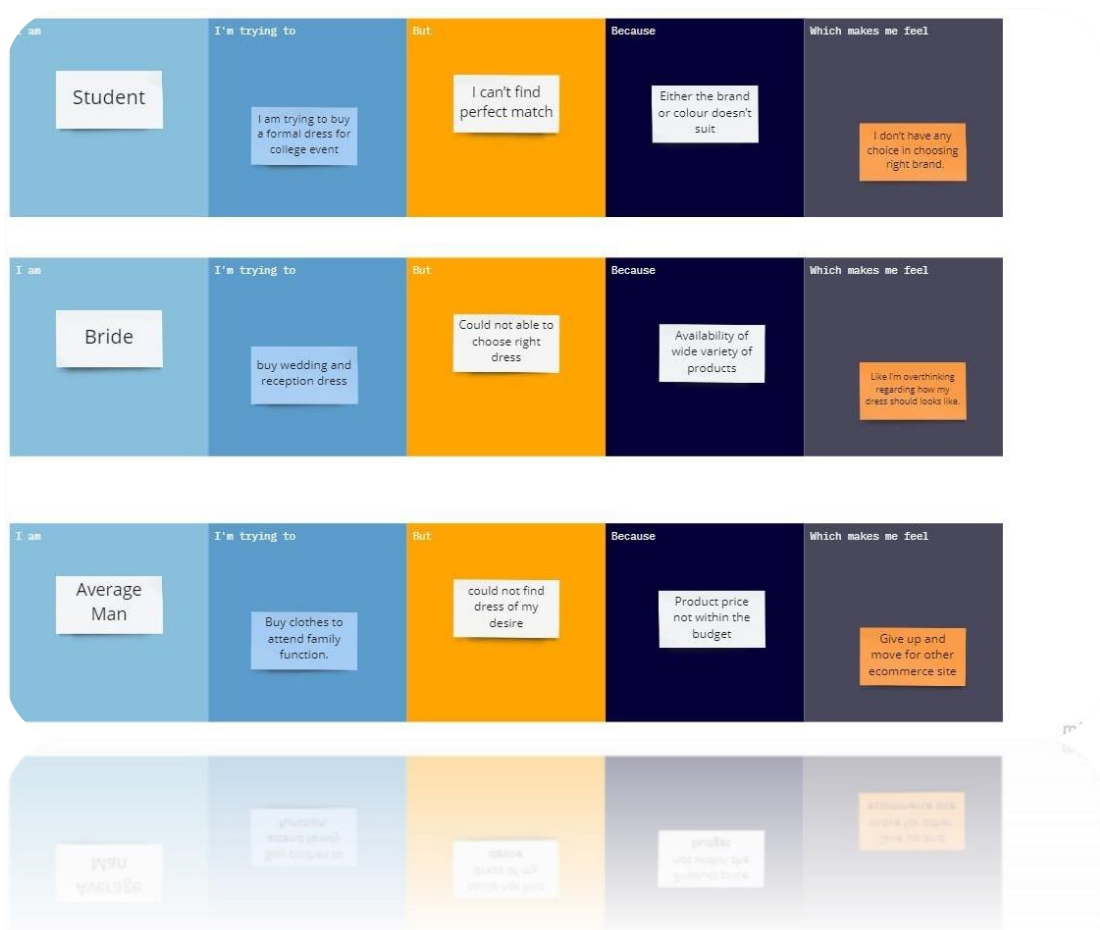 I am
I'm trying to
But
Because
Which makes me feel
Student
I am trying to buy
a formal dress for
college event
I can't find
perfect match
Either the brand
or colour doesn't
suit
I don't have any
choice in choosing
right brand.
I am
I'm trying to
But
Because
Which makes me feel
Bride
buy wedding and
reception dress
Could not able to
choose right
dress
Availability of
wide variety of
products
Like I'm overthinking
regarding how my
dress should looks like.
I am
I'm trying to
But
Because
Which makes me feel
Average
Man
Buy clothes to
attend family
function.
could not find
dress of my
desire
Product price
not within the
budget
Give up and
move for other
ecommerce site